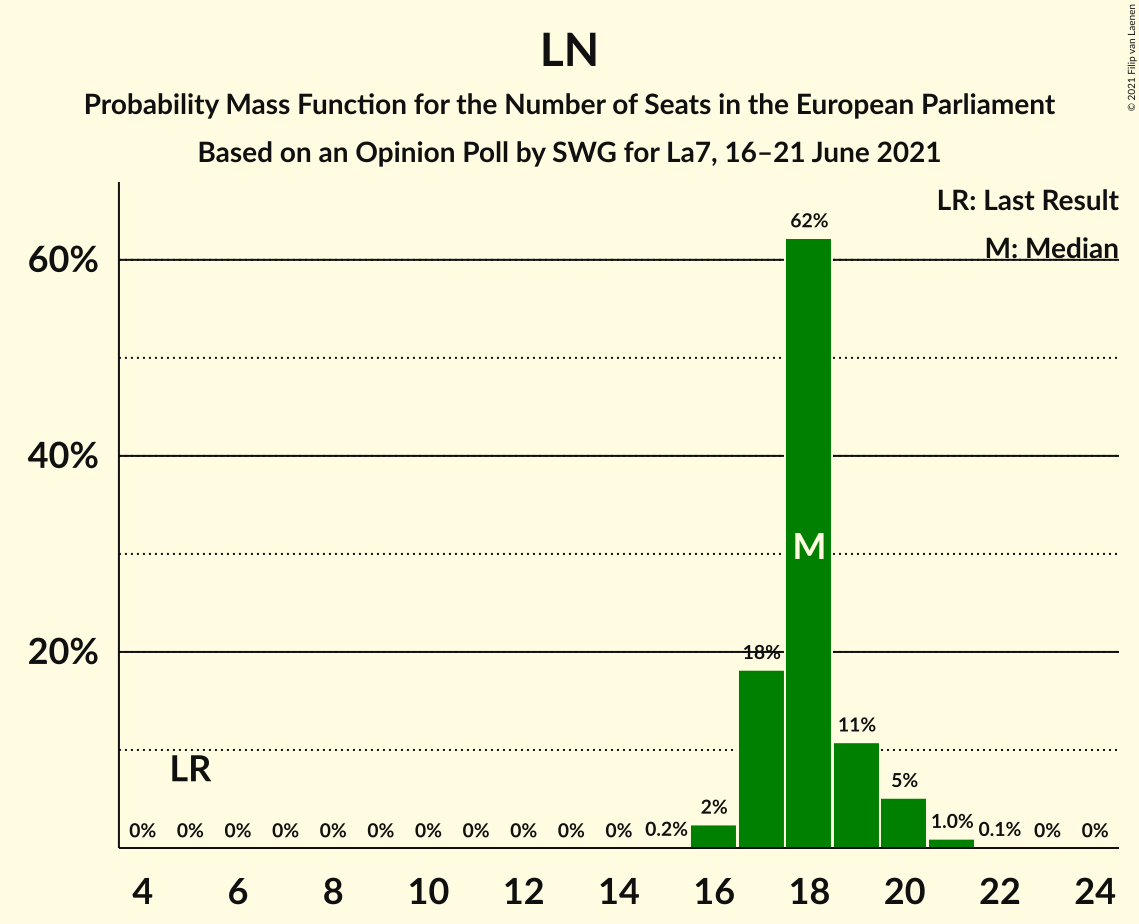 LN
Probability Mass Function for the Number of Seats in the European Parliament
Based on an Opinion Poll by SWG for La7, 16–21 June 2021
© 2021 Filip van Laenen
LR: Last Result
M: Median
60%
40%
20%
62%
M
18%
11%
LR
5%
2%
0% 0% 0% 0% 0% 0% 0% 0% 0% 0% 0% 0.2% 1.0% 0.1% 0% 0%
4 6 8 10 12 14 16 18 20 22 24